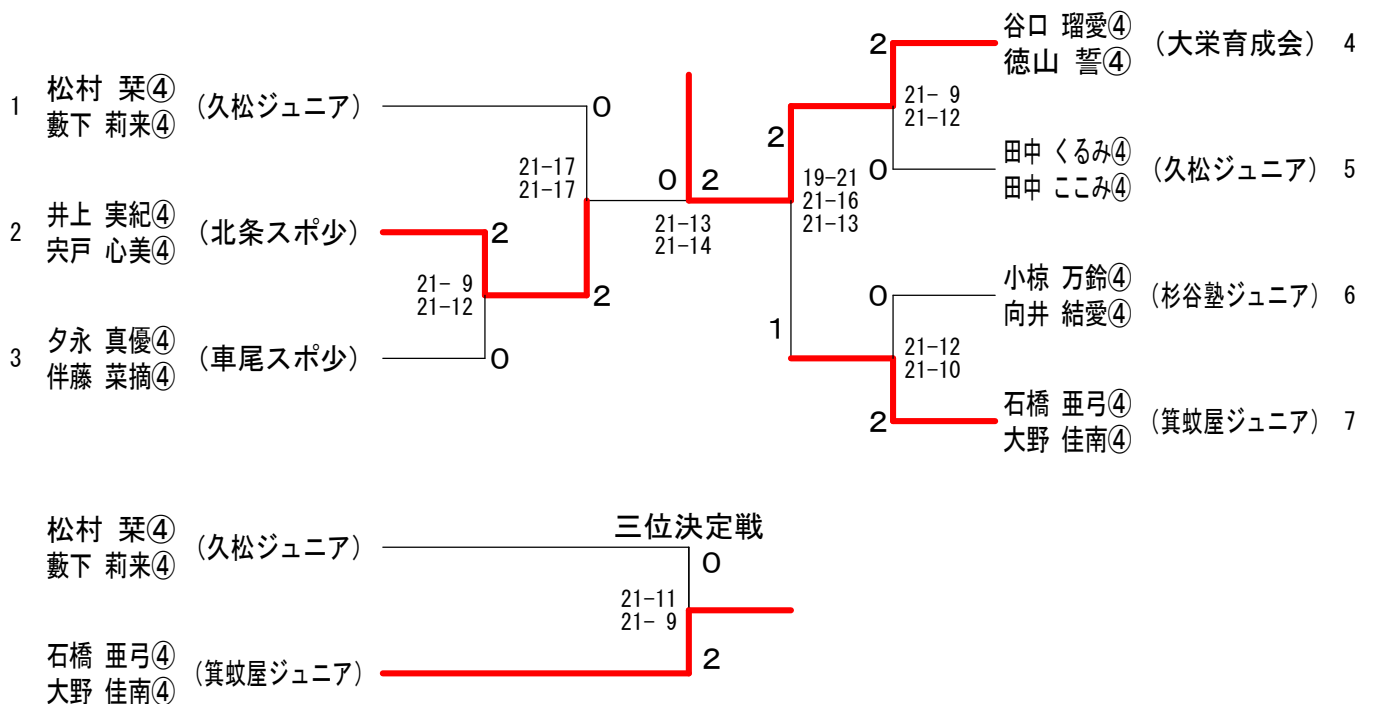 1 松村 栞④ (久松ジュニア) 0
藪下 莉来④
21-17
21-17
2 井上 実紀④ (北条スポ少) 2
宍戸 心美④
21- 9
21-12
2
3 夕永 真優④ (車尾スポ少) 0
伴藤 菜摘④
0 2
21-13
21-14
2 谷口 瑠愛④ (大栄育成会) 4
徳山 誓④
21- 9
21-12
2
0 田中 くるみ④ (久松ジュニア) 5
田中 ここみ④
19-21
21-16
21-13
0 小椋 万鈴④ (杉谷塾ジュニア) 6
向井 結愛④
1
21-12
21-10
2 石橋 亜弓④ (箕蚊屋ジュニア) 7
大野 佳南④
三位決定戦
松村 栞④ (久松ジュニア) 0
藪下 莉来④
21-11
21- 9
石橋 亜弓④ (箕蚊屋ジュニア) 2
大野 佳南④